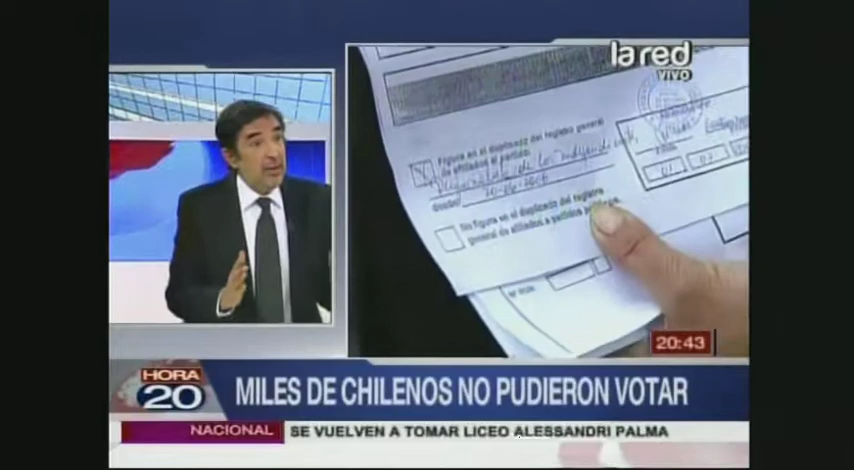 la red
VIVO
Figura en el duplicado del registro general
de afiliados al partido
de los
No figura en el duplicado del registro
general de afiliados a partidos
20:43
HORA
20
MILES DE CHILENOS NO PUDIERON VOTAR
NACIONAL
SE VUELVEN A TOMAR LICEO ALESSANDRI PALMA